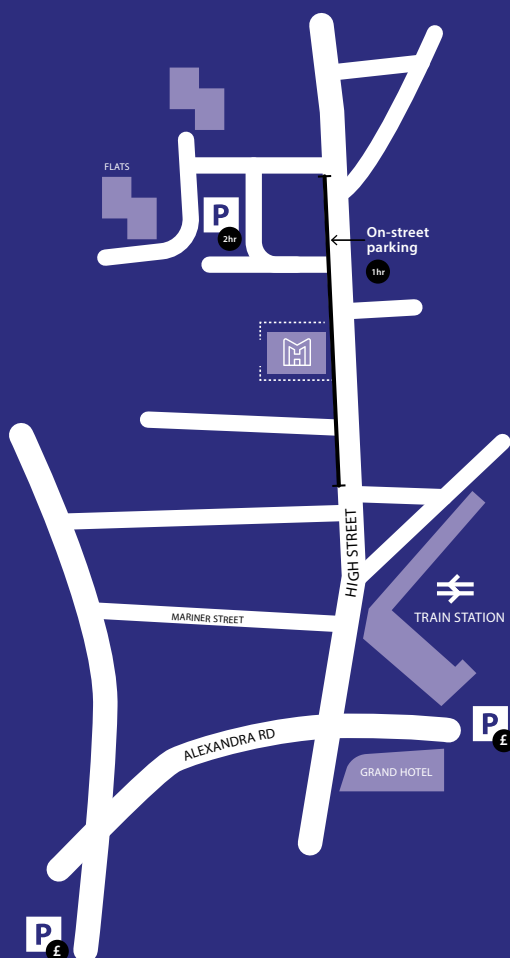 FLATS
P
2hr
On-street
parking
1hr
HIGH STREET
TRAIN STATION
MARINER STREET
P
£
ALEXANDRA RD
GRAND HOTEL
P
£